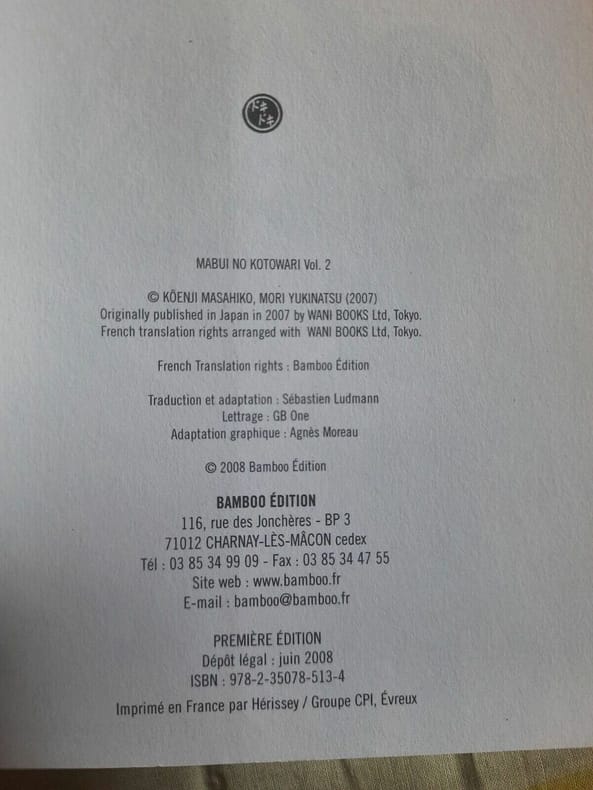 ドキ
ドキ
MABUI NO KOTOWARI Vol. 2
© KŌENJI MASAHIKO, MORI YUKINATSU (2007)
Originally published in Japan in 2007 by WANI BOOKS Ltd, Tokyo.
French translation rights arranged with WANI BOOKS Ltd, Tokyo.
French Translation rights : Bamboo Édition
Traduction et adaptation : Sébastien Ludmann
Lettrage : GB One
Adaptation graphique : Agnès Moreau
© 2008 Bamboo Édition
BAMBOO ÉDITION
116, rue des Jonchères - BP 3
71012 CHARNAY-LÈS-MÂCON cedex
Tél : 03 85 34 99 09 - Fax : 03 85 34 47 55
Site web : www.bamboo.fr
E-mail : bamboo@bamboo.fr
PREMIÈRE ÉDITION
Dépôt légal : juin 2008
ISBN : 978-2-35078-513-4
Imprimé en France par Hérissey / Groupe CPI, Évreux